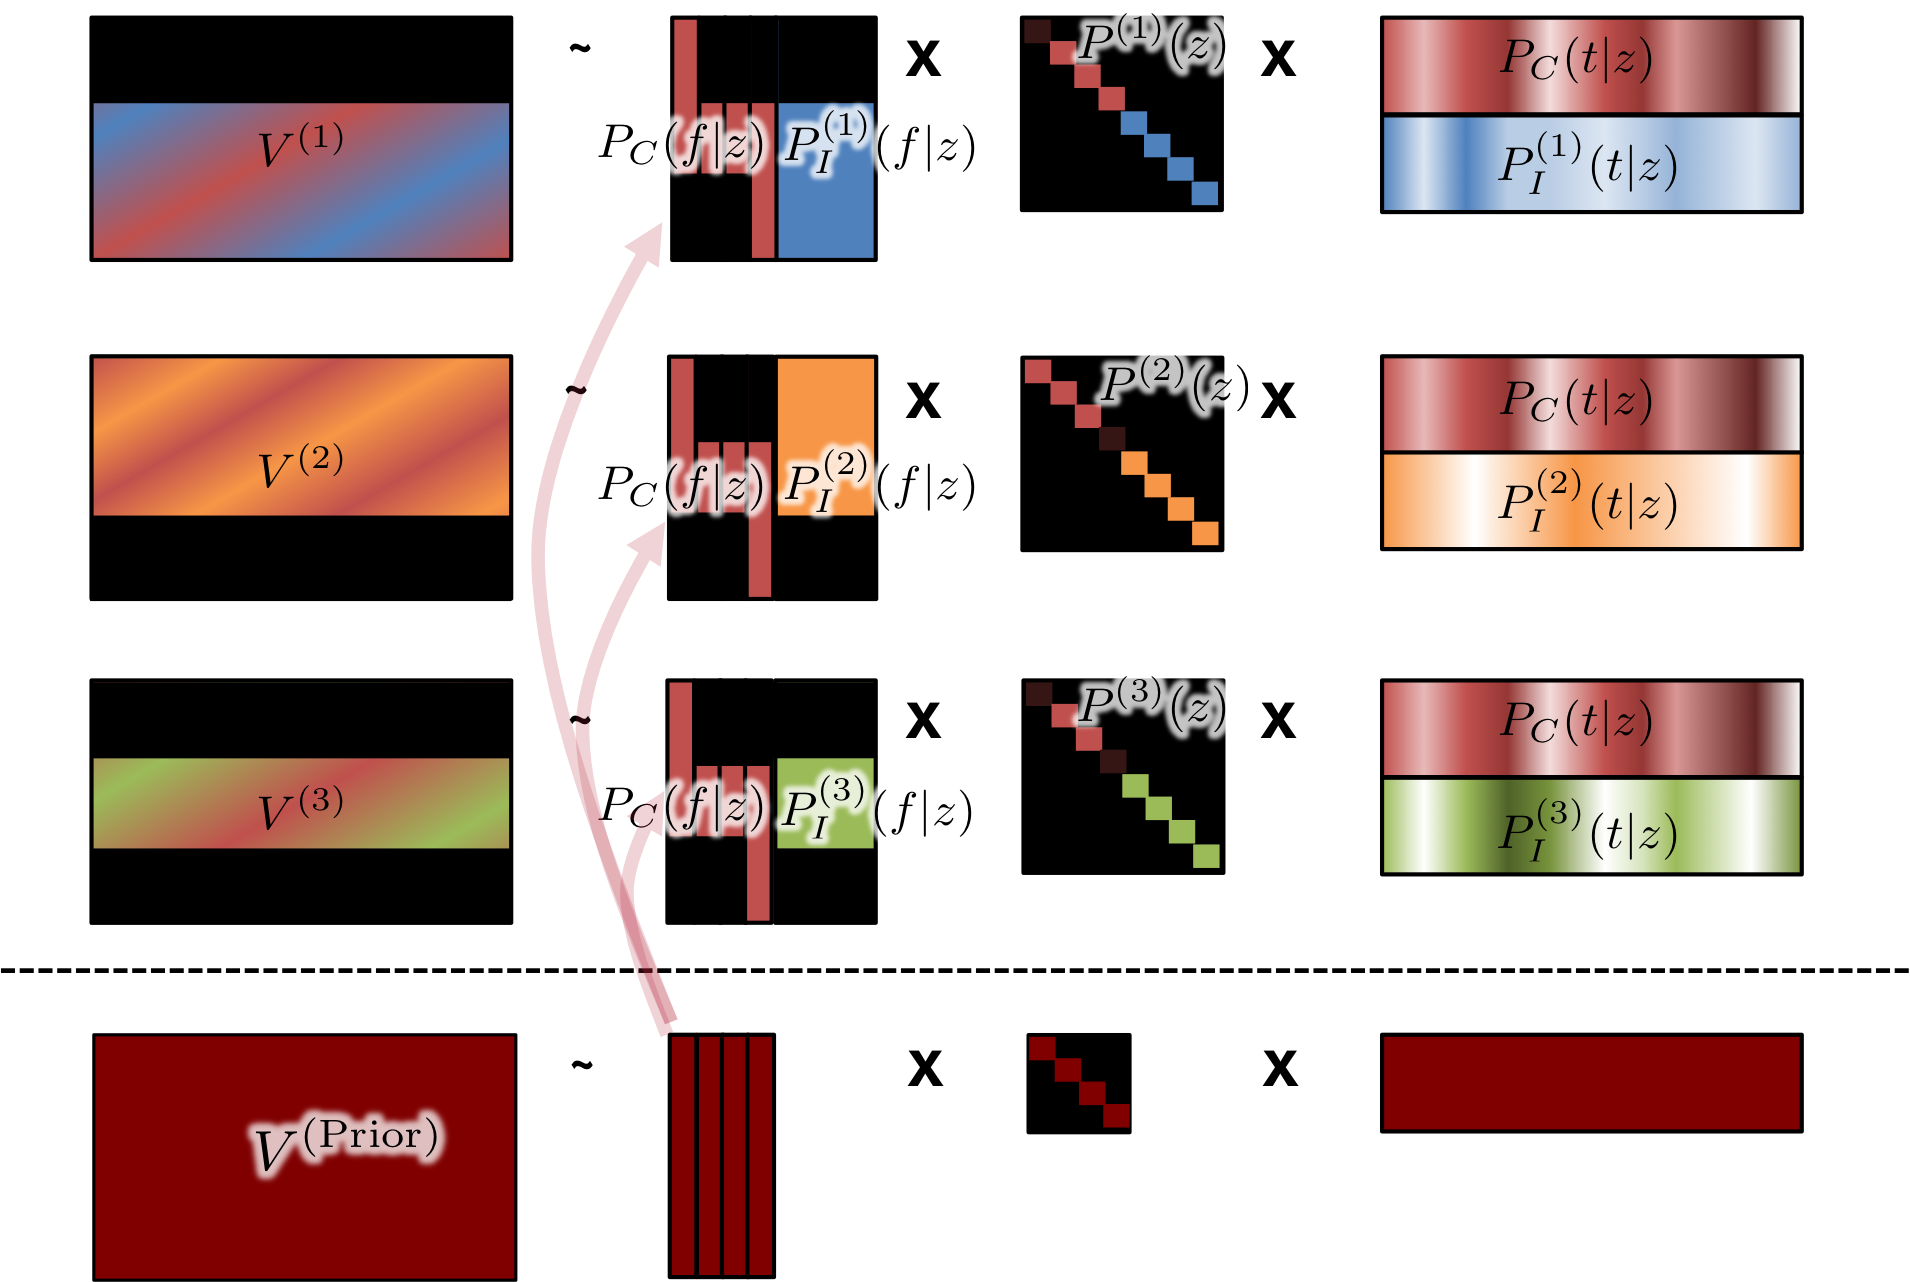 V^{(1)} ~ P_C(f|z) P_I^{(1)}(f|z) x P^{(1)}(z) x P_C(t|z)
P_I^{(1)}(t|z)
V^{(2)} ~ P_C(f|z) P_I^{(2)}(f|z) x P^{(2)}(z) x P_C(t|z)
P_I^{(2)}(t|z)
V^{(3)} ~ P_C(f|z) P_I^{(3)}(f|z) x P^{(3)}(z) x P_C(t|z)
P_I^{(3)}(t|z)
V^{(Prior)} ~ x x